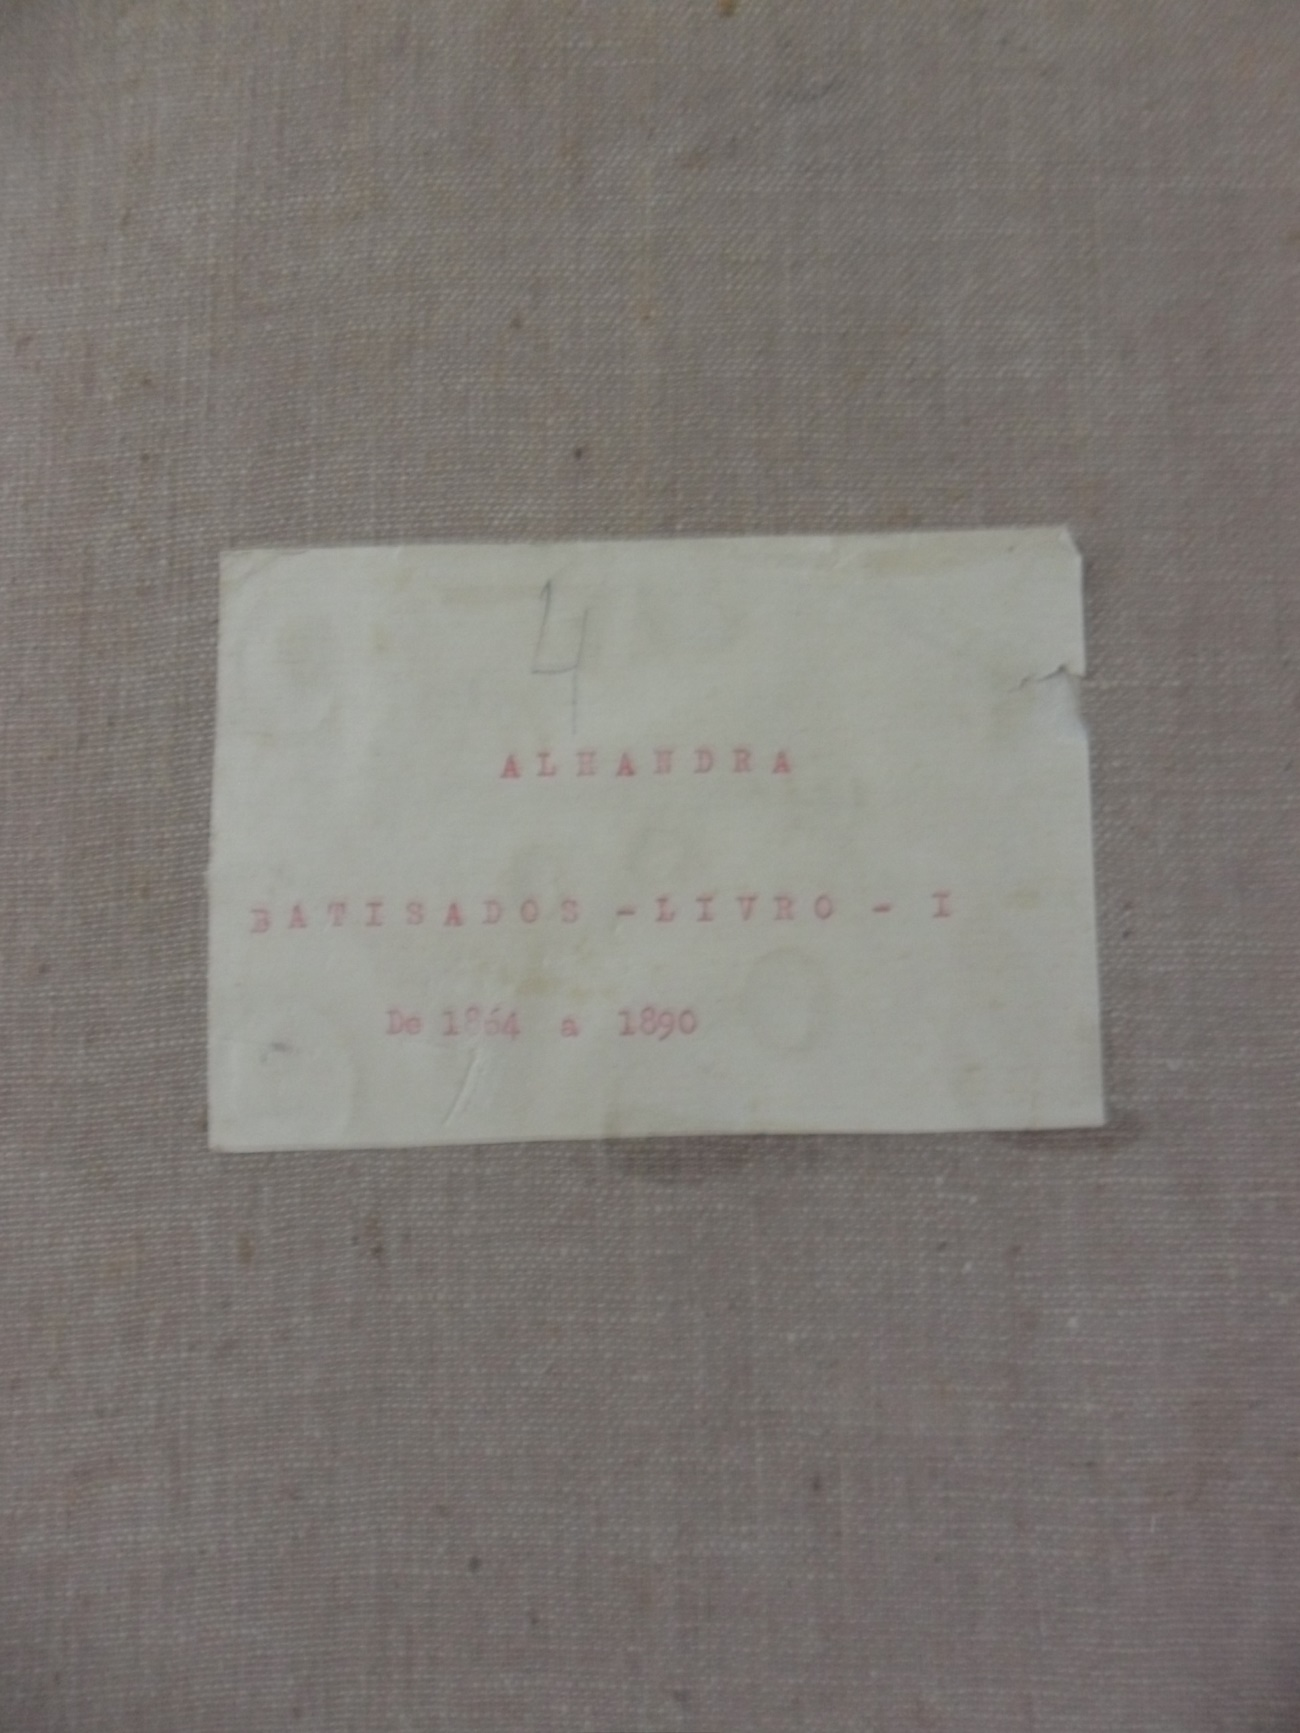 4
ALHANDRA
BATISADOS - LIVRO - I
De 1864 a 1890